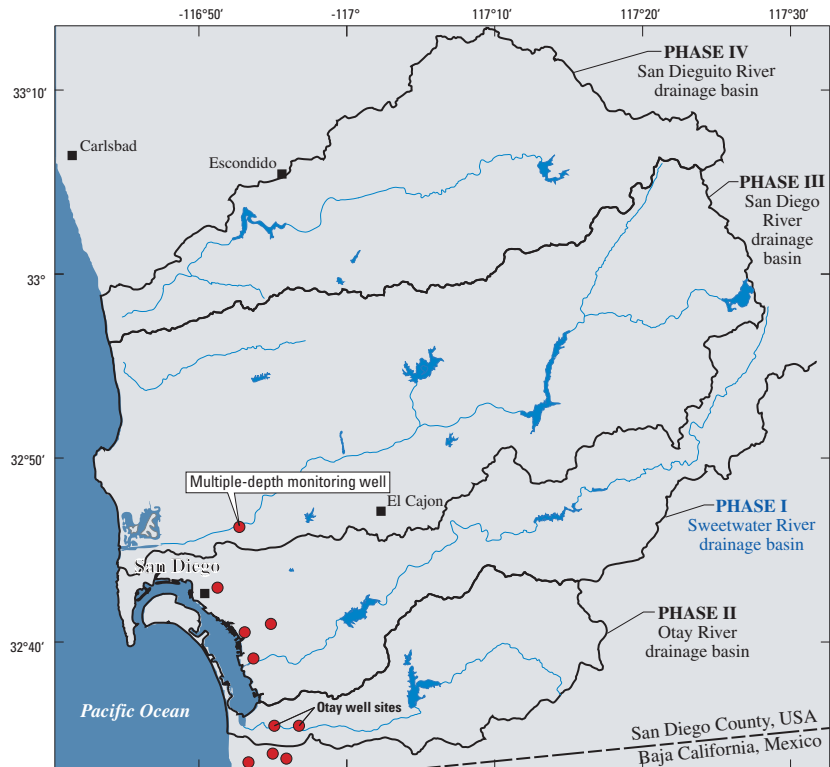 -116°50'
-117°
117°10'
117°20'
117°30'
PHASE IV
San Dieguito River
drainage basin
33°10'
Carlsbad
Escondido
PHASE III
San Diego
River
drainage
basin
33°
32°50'
Multiple-depth monitoring well
El Cajon
PHASE I
Sweetwater River
drainage basin
San Diego
PHASE II
Otay River
drainage basin
32°40'
Pacific Ocean
Otay well sites
San Diego County, USA
Baja California, Mexico